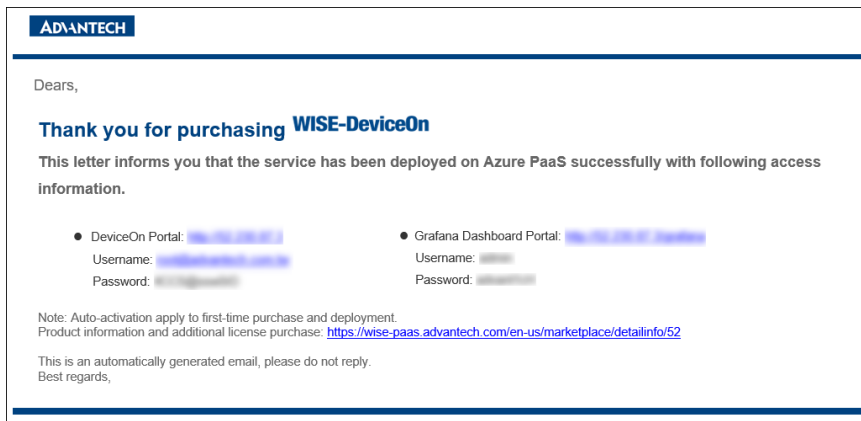 ADVANTECH
Dears,
Thank you for purchasing WISE-DeviceOn
This letter informs you that the service has been deployed on Azure PaaS successfully with following access
information.
● DeviceOn Portal:
Username:
Password:
● Grafana Dashboard Portal:
Username:
Password:
Note: Auto-activation apply to first-time purchase and deployment.
Product information and additional license purchase: https://wise-paas.advantech.com/en-us/marketplace/detailinfo/52
This is an automatically generated email, please do not reply.
Best regards,